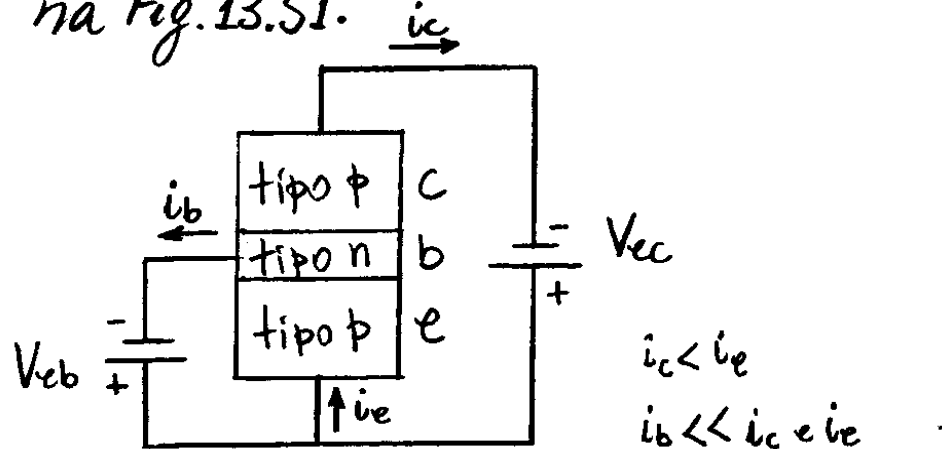 na Fig. 13.51.
ic
tipo p c
ib
tipo n b
- Vec
+
tipo p e
-
Veb +
ie
ic < ie
ib << ic e ie